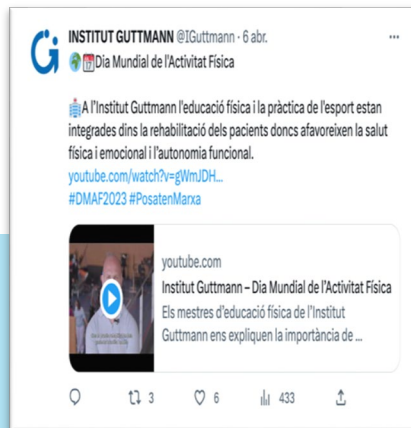 INSTITUT GUTTMANN @IGuttmann · 6 abr.
Dia Mundial de l'Activitat Física
A l'Institut Guttmann l'educació física i la pràctica de l'esport estan
integrades dins la rehabilitació dels pacients doncs afavoreixen la salut
física i emocional i l'autonomia funcional.
youtube.com/watch?v=gWmJDH...
#DMAF2023 #PosatenMarxa
youtube.com
Institut Guttmann – Dia Mundial de l'Activitat Física
Els mestres d'educació física de l'Institut
Guttmann ens expliquen la importància de ...
3 6 433